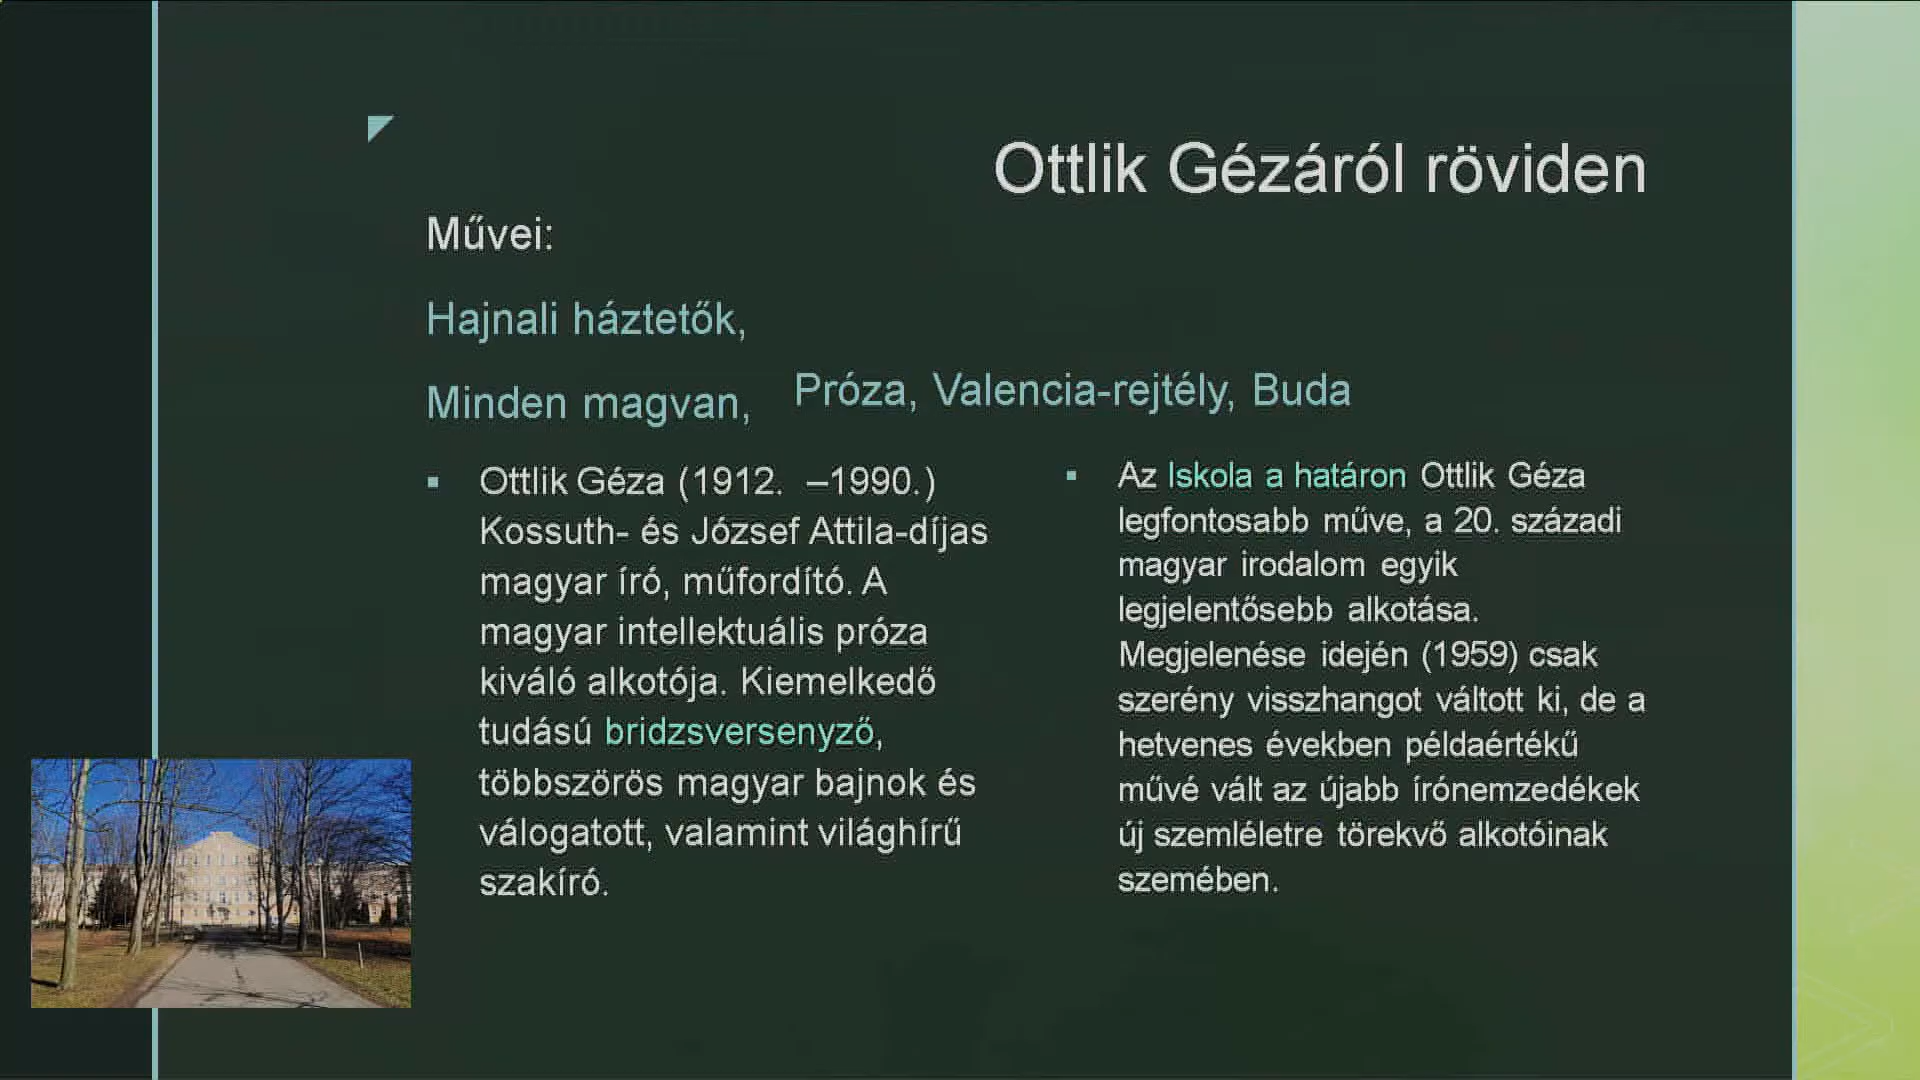 Ottlik Gézáról röviden
Művei:
Hajnali háztetők,
Minden magvan,
Próza, Valencia-rejtély, Buda
▪ Ottlik Géza (1912.  –1990.)
Kossuth- és József Attila-díjas
magyar író, műfordító. A
magyar intellektuális próza
kiváló alkotója. Kiemelkedő
tudású bridzsversenyző,
többszörös magyar bajnok és
válogatott, valamint világhírű
szakíró.
▪ Az Iskola a határon Ottlik Géza
legfontosabb műve, a 20. századi
magyar irodalom egyik
legjelentősebb alkotása.
Megjelenése idején (1959) csak
szerény visszhangot váltott ki, de a
hetvenes években példaértékű
művé vált az újabb írónemzedékek
új szemléletre törekvő alkotóinak
szemében.